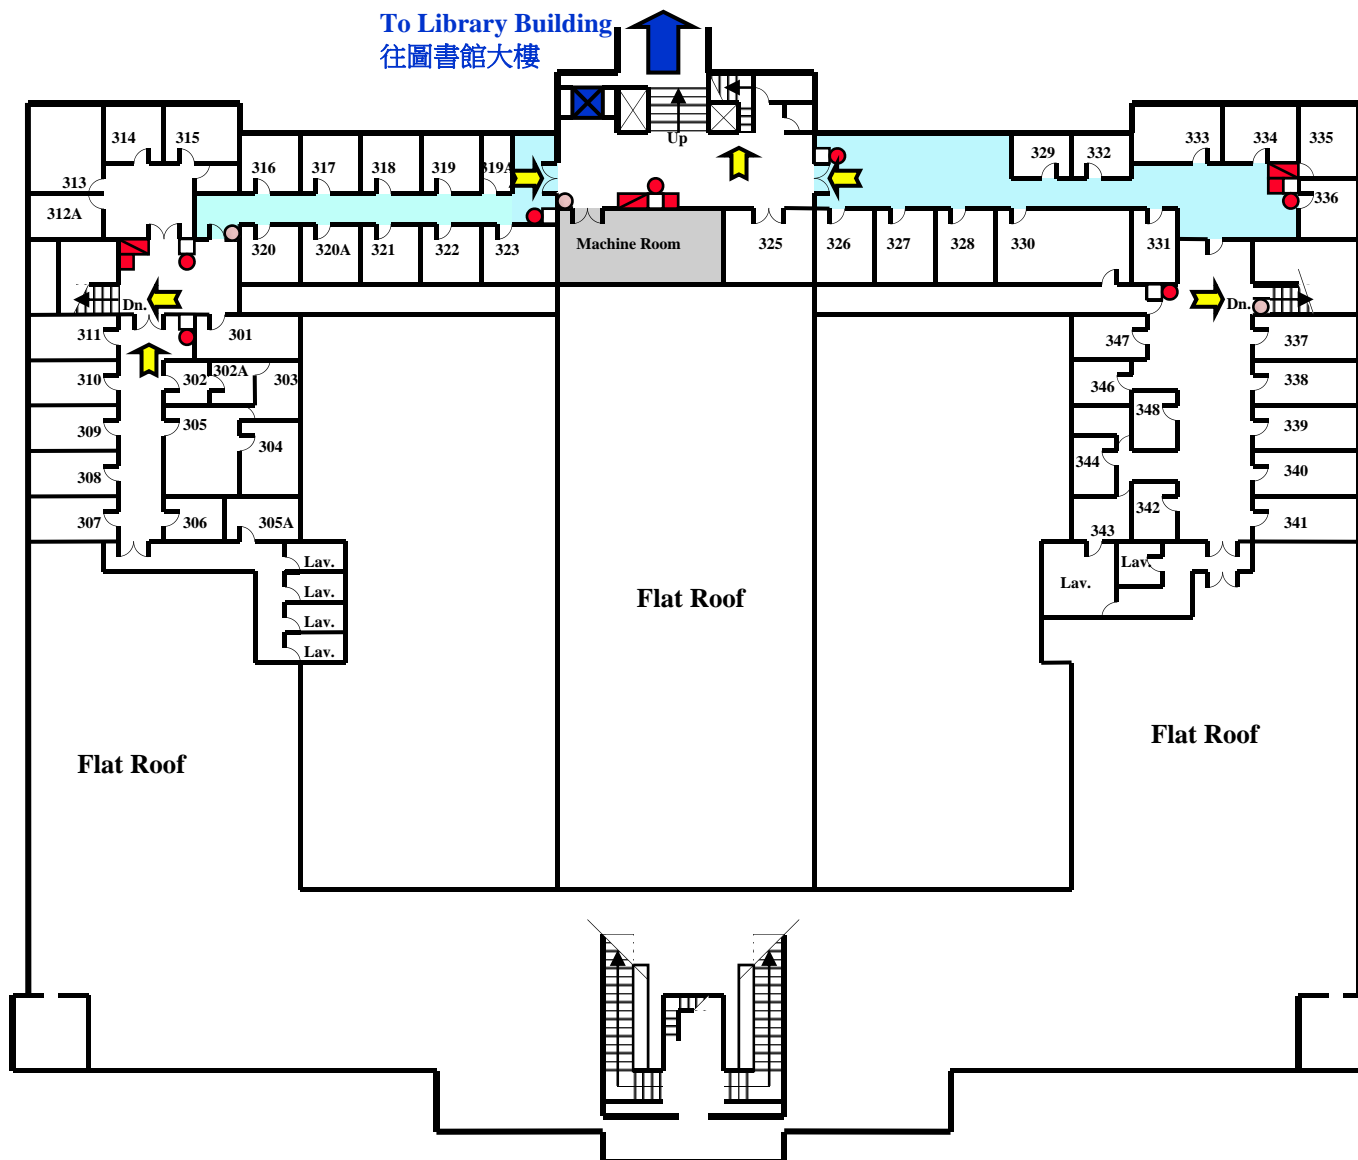 To Library Building
往圖書館大樓
Up
314
315
333
334
335
316
317
318
319
319A
329
332
313
312A
336
320
320A
321
322
323
Machine Room
325
326
327
328
330
331
Dn.
Dn.
311
301
347
337
310
302
302A
303
346
338
309
305
304
348
339
308
344
340
307
306
305A
343
342
341
Lav.
Lav.
Lav.
Lav.
Lav.
Lav.
Flat Roof
Flat Roof
Flat Roof